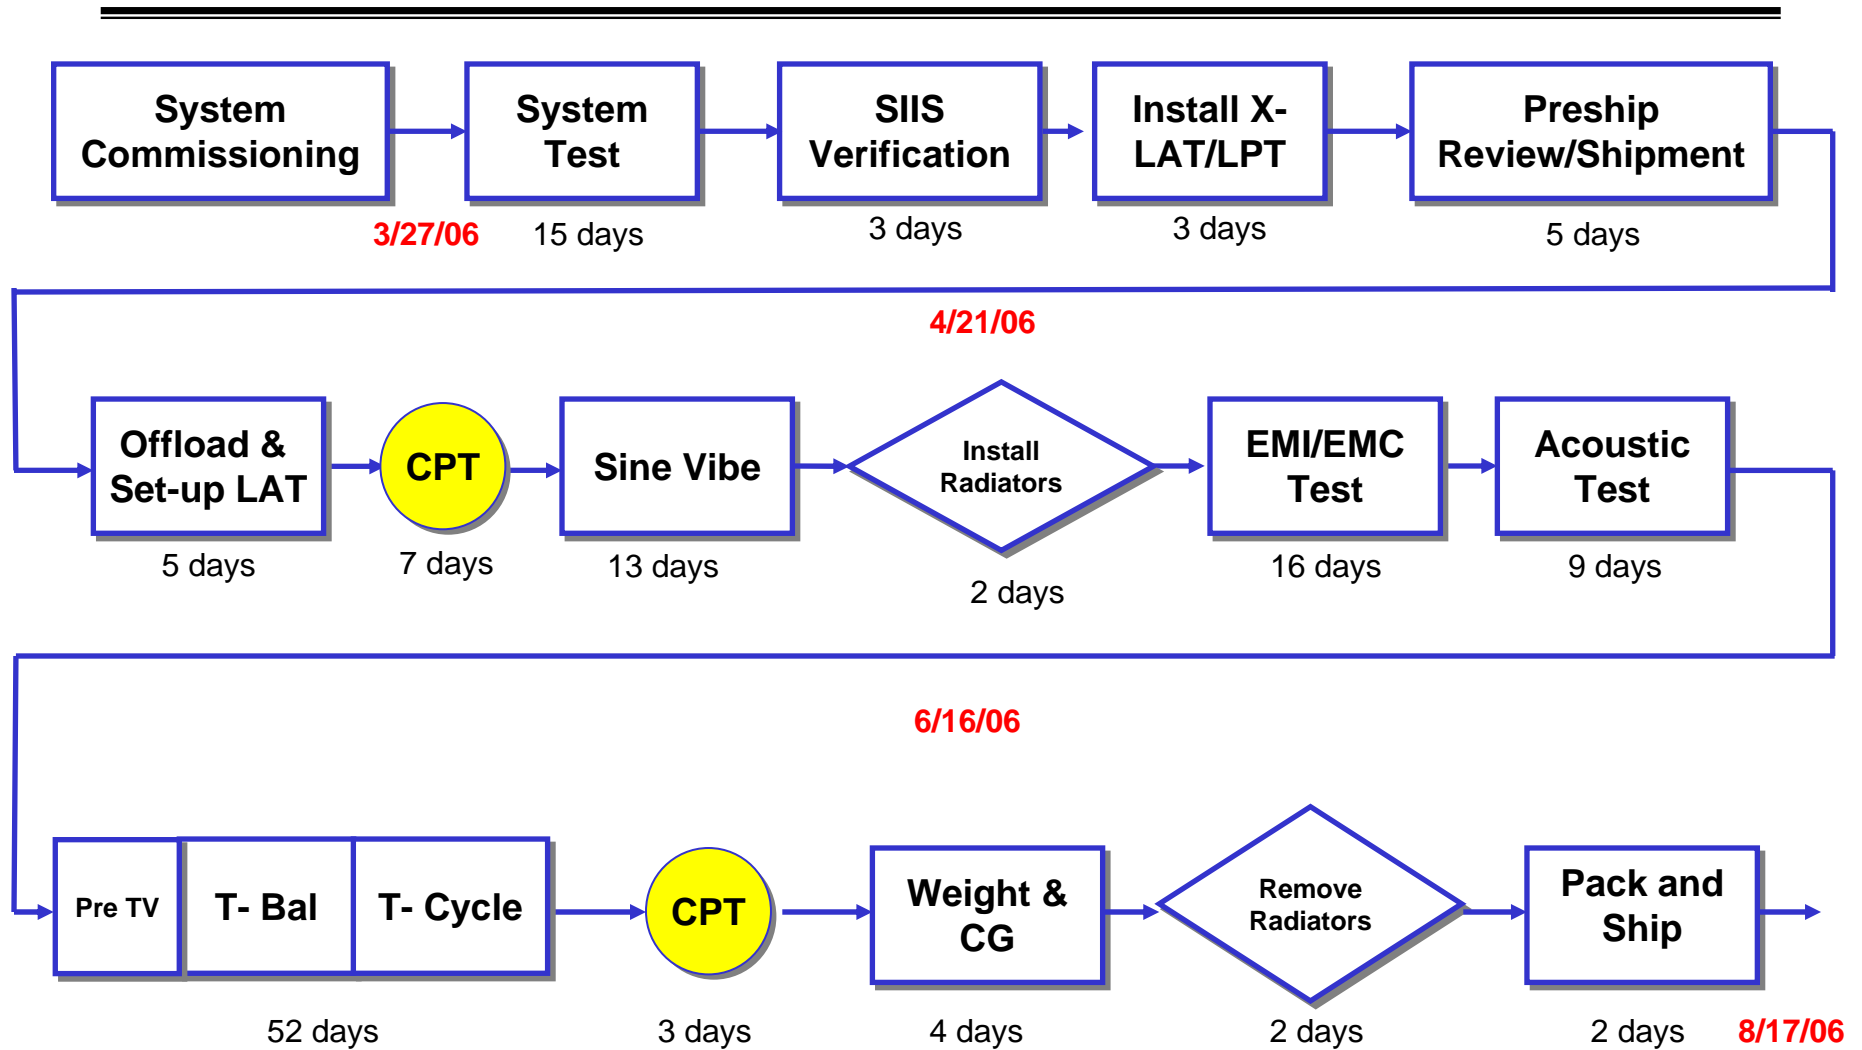 System
Commissioning
System
Test
SIIS
Verification
Install X-
LAT/LPT
Preship
Review/Shipment
3/27/06
15 days
3 days
3 days
5 days
4/21/06
Offload &
Set-up LAT
CPT
Sine Vibe
Install
Radiators
EMI/EMC
Test
Acoustic
Test
5 days
7 days
13 days
2 days
16 days
9 days
6/16/06
Pre TV
T- Bal
T- Cycle
CPT
Weight &
CG
Remove
Radiators
Pack and
Ship
52 days
3 days
4 days
2 days
2 days
8/17/06